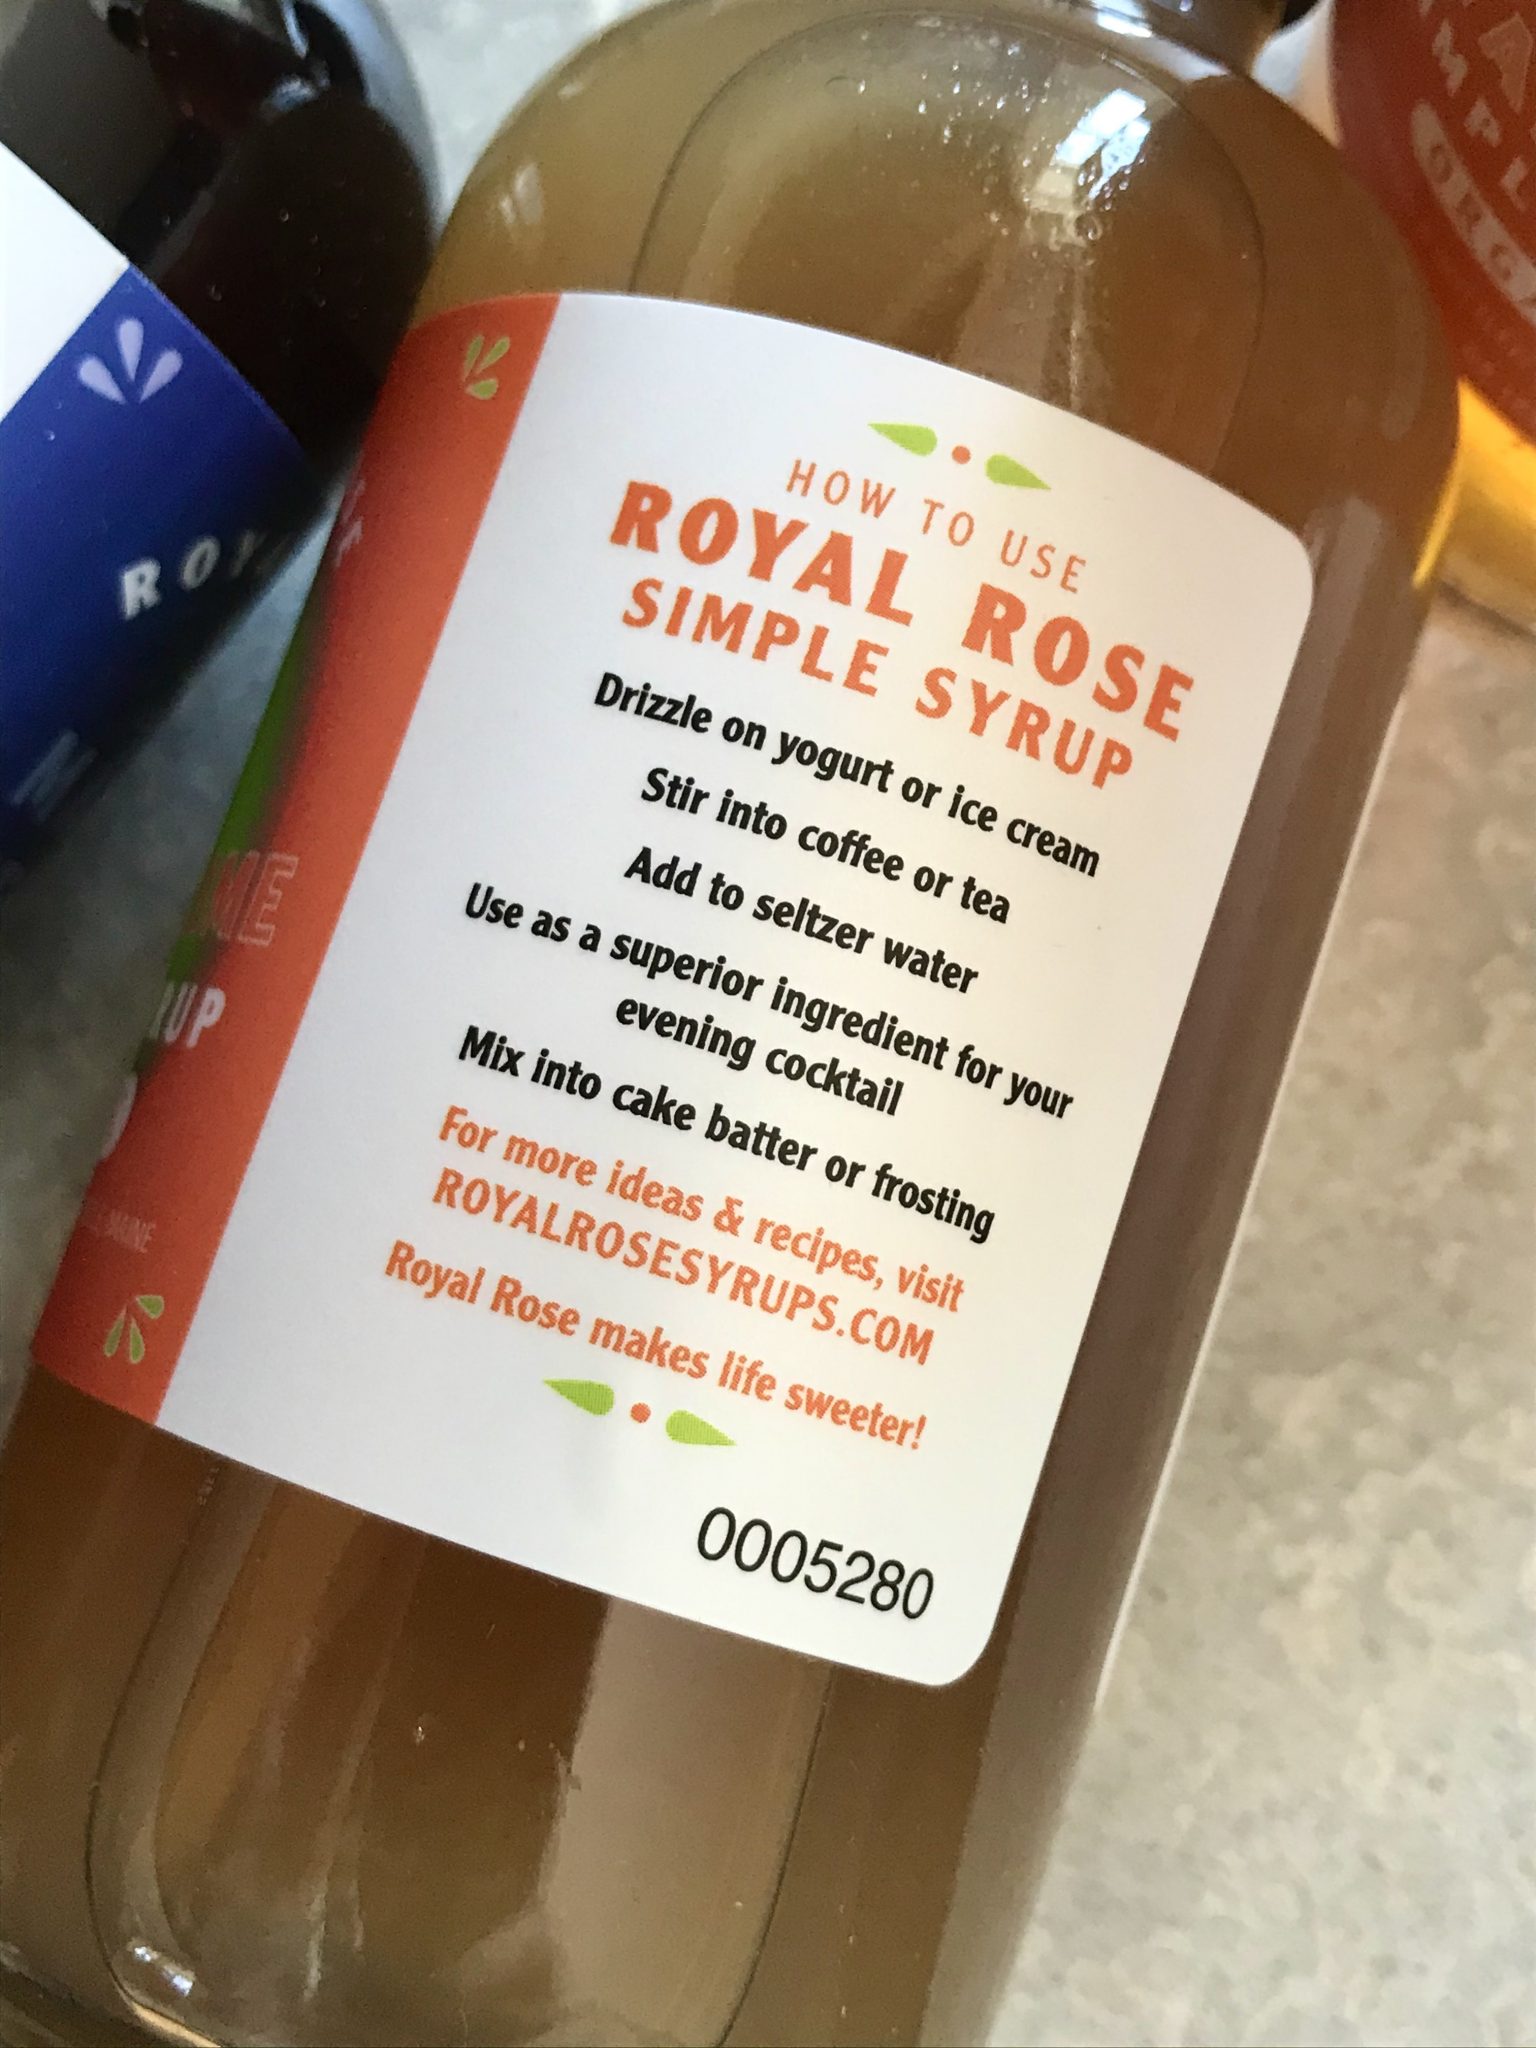 HOW TO USE
ROYAL ROSE
SIMPLE SYRUP
Drizzle on yogurt or ice cream
Stir into coffee or tea
Add to seltzer water
Use as a superior ingredient for your
evening cocktail
Mix into cake batter or frosting
For more ideas & recipes, visit
ROYALROSESYRUPS.COM
Royal Rose makes life sweeter!
0005280